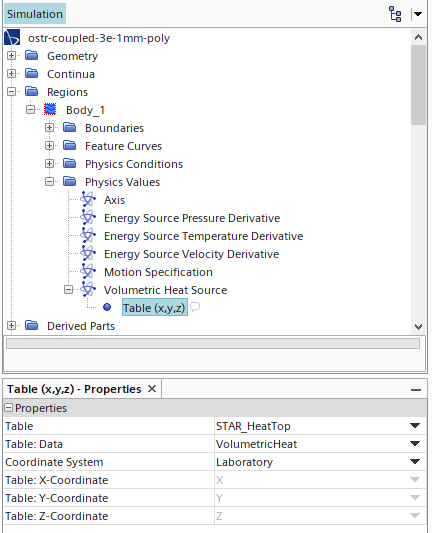 Simulation
ostr-coupled-3e-1mm-poly
Geometry
Continua
Regions
Body_1
Boundaries
Feature Curves
Physics Conditions
Physics Values
Axis
Energy Source Pressure Derivative
Energy Source Temperature Derivative
Energy Source Velocity Derivative
Motion Specification
Volumetric Heat Source
Table (x,y,z)
Derived Parts
Table (x,y,z) - Properties
Properties
Table STAR_HeatTop
Table: Data VolumetricHeat
Coordinate System Laboratory
Table: X-Coordinate X
Table: Y-Coordinate Y
Table: Z-Coordinate Z